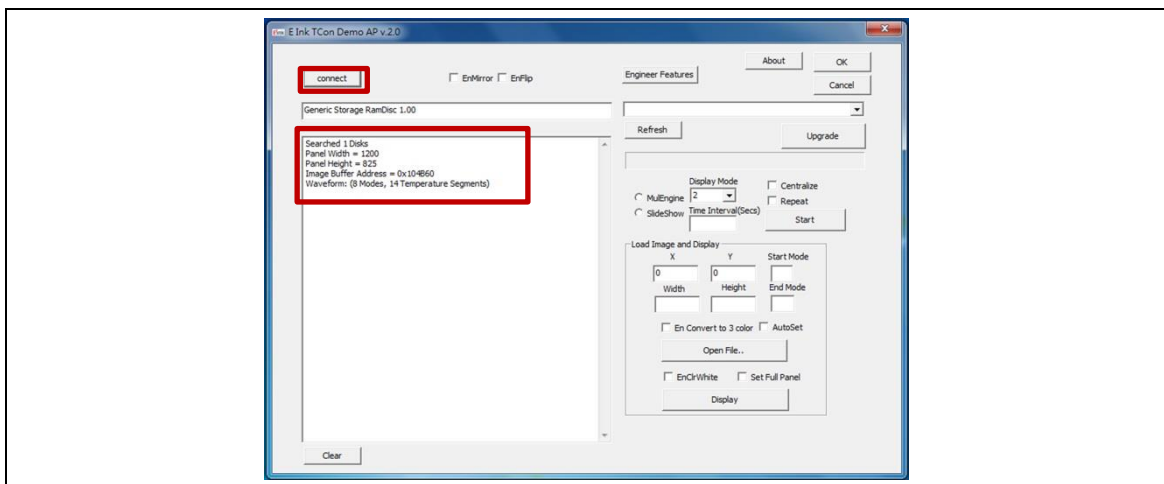 E Ink TCon Demo AP v.2.0
connect
EnMirror
EnFlip
Engineer Features
About
OK
Cancel
Generic Storage RamDisc 1.00
Searched 1 Disks
Panel Width = 1200
Panel Height = 825
Image Buffer Address = 0x104B60
Waveform: (8 Modes, 14 Temperature Segments)
Refresh
Upgrade
Display Mode
MulEngine
2
SlideShow
Time Interval(Secs)
Centralize
Repeat
Start
Load Image and Display
X Y Start Mode
0 0
Width Height End Mode
En Convert to 3 color
AutoSet
Open File..
EnClrWhite
Set Full Panel
Display
Clear